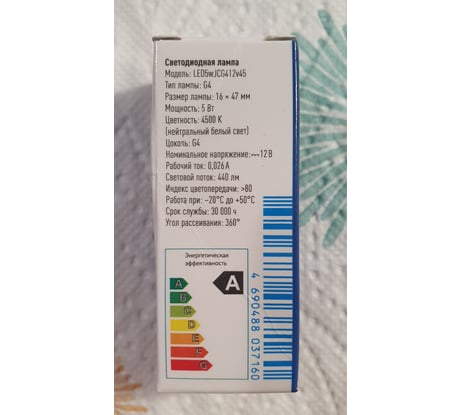 Светодиодная лампа
Модель: LED5wJCG412v45
Тип лампы: G4
Размер лампы: 16 × 47 мм
Мощность: 5 Вт
Цветность: 4500 К
(нейтральный белый свет)
Цоколь: G4
Номинальное напряжение: ⎓12 В
Рабочий ток: 0,026 А
Световой поток: 440 лм
Индекс цветопередачи: >80
Работа при: –20°C до +50°C
Срок службы: 30 000 ч
Угол рассеивания: 360°
Энергетическая
эффективность
A
A
B
C
D
E
F
G
4 690488 037160